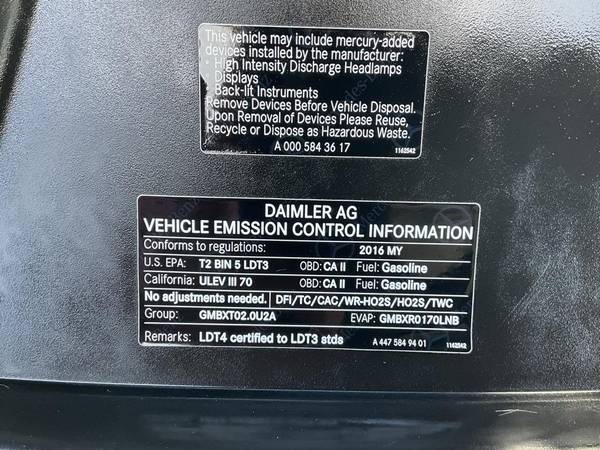 This vehicle may include mercury-added
devices installed by the manufacturer:
· High Intensity Discharge Headlamps
· Displays
· Back-lit Instruments
Remove Devices Before Vehicle Disposal.
Upon Removal of Devices Please Reuse,
Recycle or Dispose as Hazardous Waste.
A 000 584 36 17 1162542
DAIMLER AG
VEHICLE EMISSION CONTROL INFORMATION
Conforms to regulations: 2016 MY
U.S. EPA: T2 BIN 5 LDT3 OBD: CA II Fuel: Gasoline
California: ULEV III 70 OBD: CA II Fuel: Gasoline
No adjustments needed. DFI/TC/CAC/WR-HO2S/HO2S/TWC
Group: GMBXT02.0U2A EVAP: GMBXR0170LNB
Remarks: LDT4 certified to LDT3 stds A 447 584 94 01 1162542